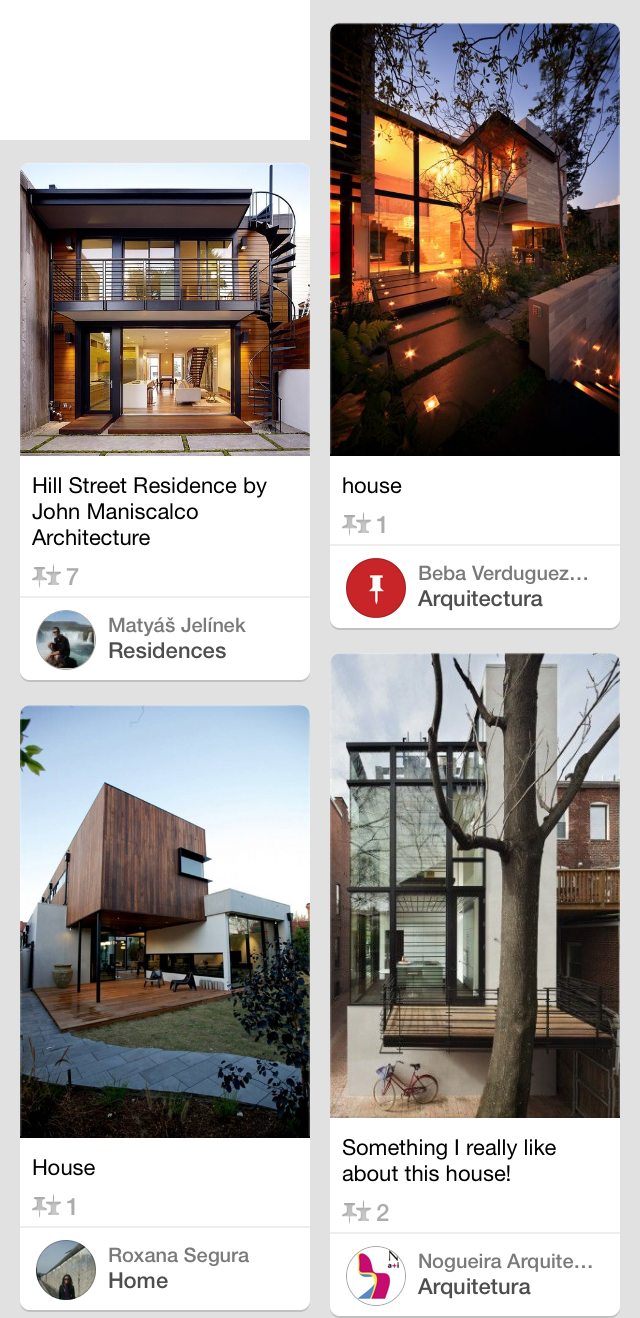 Hill Street Residence by
John Maniscalco
Architecture
7
Matyáš Jelínek
Residences
house
1
Beba Verduguez...
Arquitectura
House
1
Roxana Segura
Home
Something I really like
about this house!
2
N
a+i
Nogueira Arquite...
Arquitetura